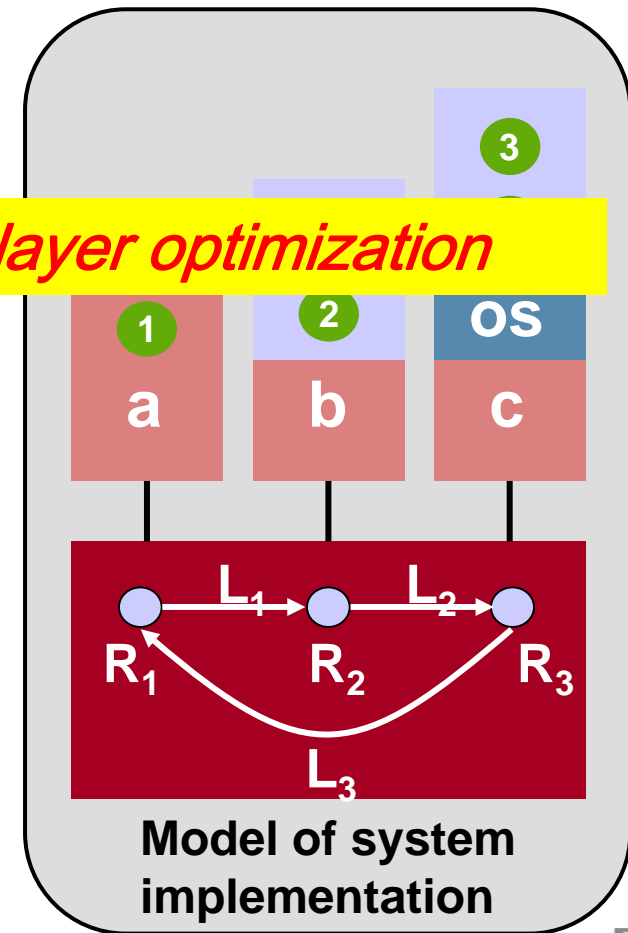 3
layer optimization
1
2
os
a
b
c
L₁
L₂
R₁
R₂
R₃
L₃
Model of system
implementation